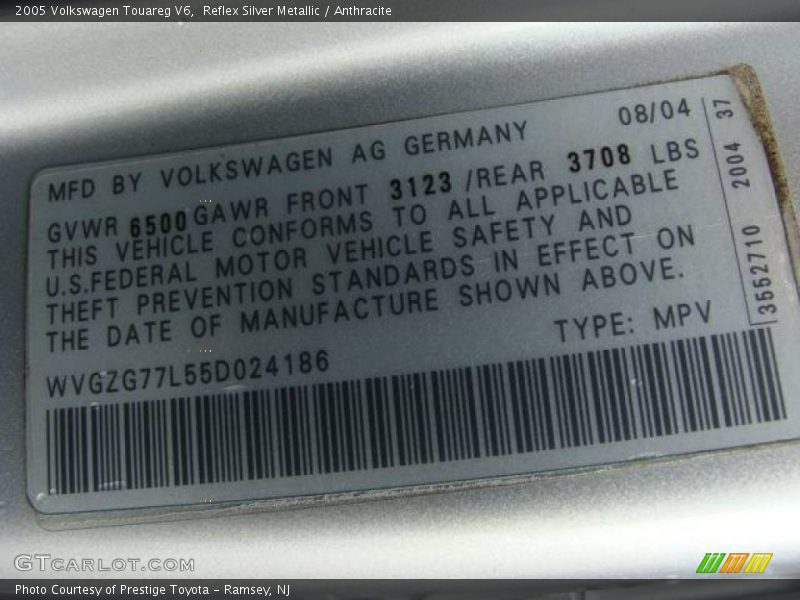 2005 Volkswagen Touareg V6,  Reflex Silver Metallic / Anthracite
MFD BY VOLKSWAGEN AG GERMANY 08/04
GVWR 6500 GAWR FRONT 3123 /REAR 3708 LBS
THIS VEHICLE CONFORMS TO ALL APPLICABLE
U.S.FEDERAL MOTOR VEHICLE SAFETY AND
THEFT PREVENTION STANDARDS IN EFFECT ON
THE DATE OF MANUFACTURE SHOWN ABOVE.
WVGZG77L55D024186 TYPE: MPV
3552710 2004 37
GTCARLOT.COM
Photo Courtesy of Prestige Toyota – Ramsey, NJ